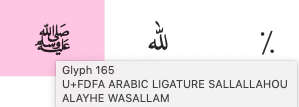 ﷺ ﷲ ٪
Glyph 165
U+FDFA ARABIC LIGATURE SALLALLAHOU
ALAYHE WASALLAM